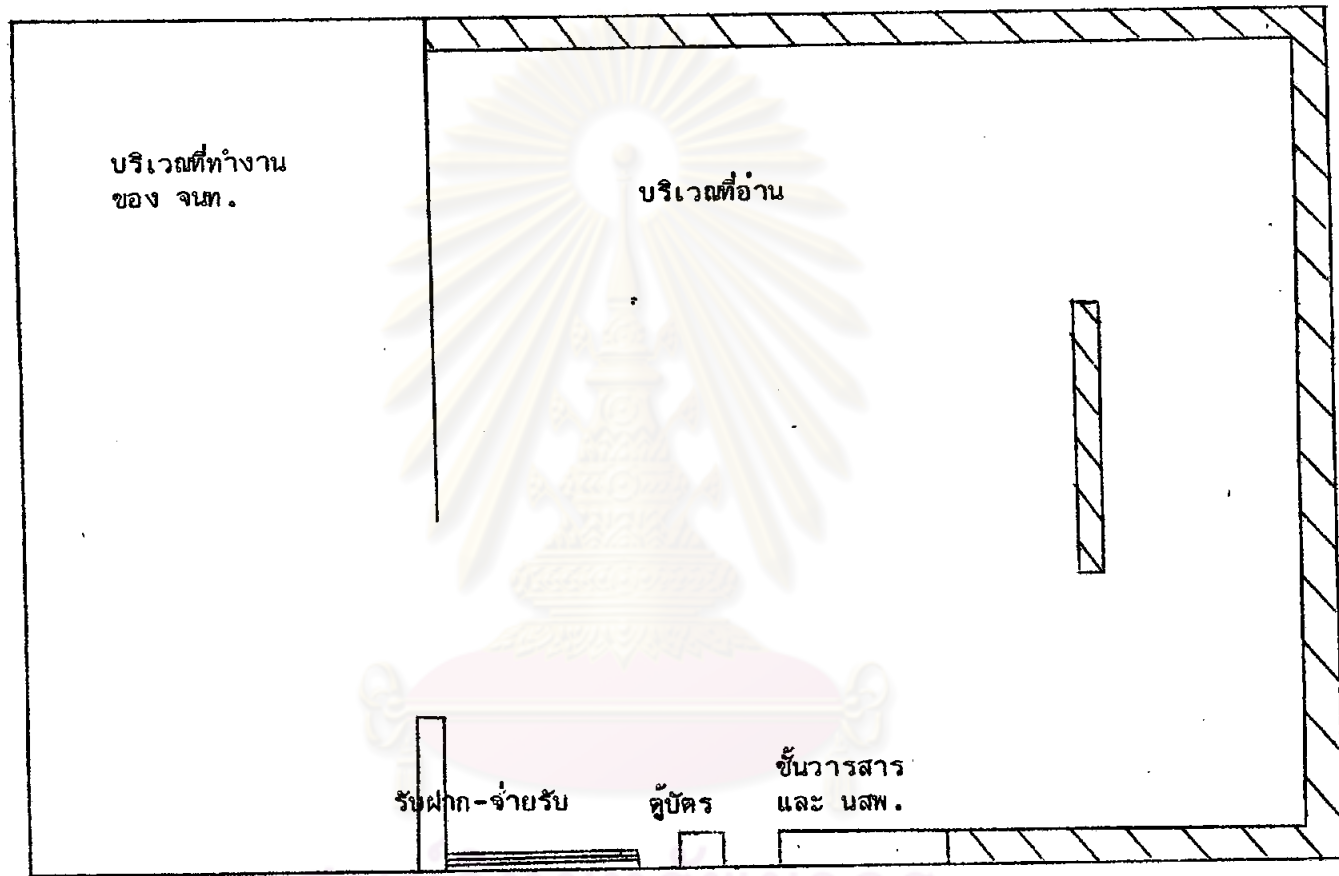 บริเวณที่ทำงาน
ของ จนท.
บริเวณที่อ่าน
รับฝาก-จ่ายรับ
ตู้บัตร
ชั้นวารสาร
และ นสพ.